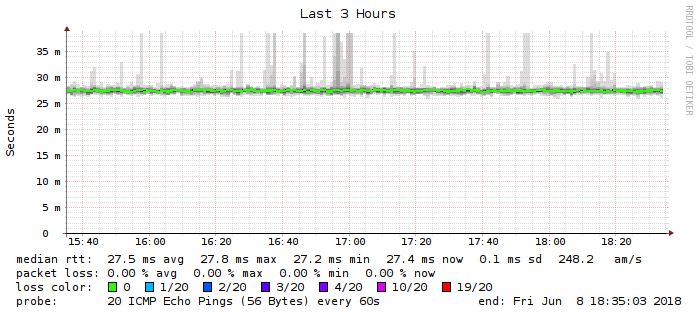 Last 3 Hours
RRDTOOL / TOBI OETIKER
Seconds
35 m
30 m
25 m
20 m
15 m
10 m
5 m
0
15:40 16:00 16:20 16:40 17:00 17:20 17:40 18:00 18:20
median rtt: 27.5 ms avg 27.8 ms max 27.2 ms min 27.4 ms now 0.1 ms sd 248.2 am/s
packet loss: 0.00 % avg 0.00 % max 0.00 % min 0.00 % now
loss color: 0 1/20 2/20 3/20 4/20 10/20 19/20
probe: 20 ICMP Echo Pings (56 Bytes) every 60s end: Fri Jun 8 18:35:03 2018